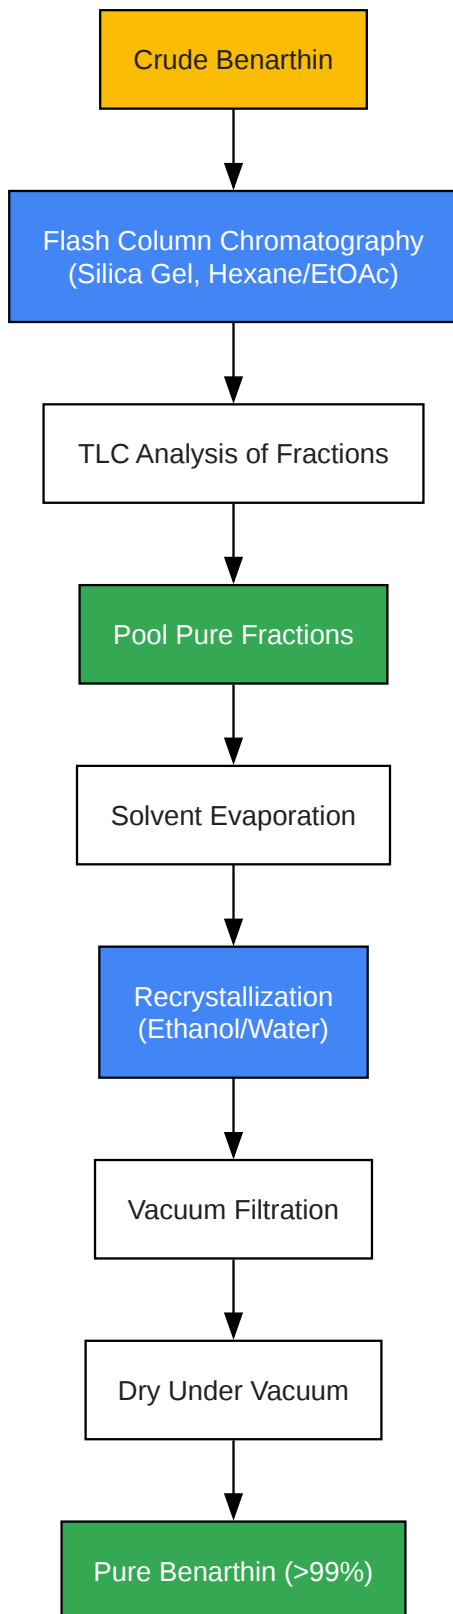 Crude Benarthin
Flash Column Chromatography
(Silica Gel, Hexane/EtOAc)
TLC Analysis of Fractions
Pool Pure Fractions
Solvent Evaporation
Recrystallization
(Ethanol/Water)
Vacuum Filtration
Dry Under Vacuum
Pure Benarthin (>99%)